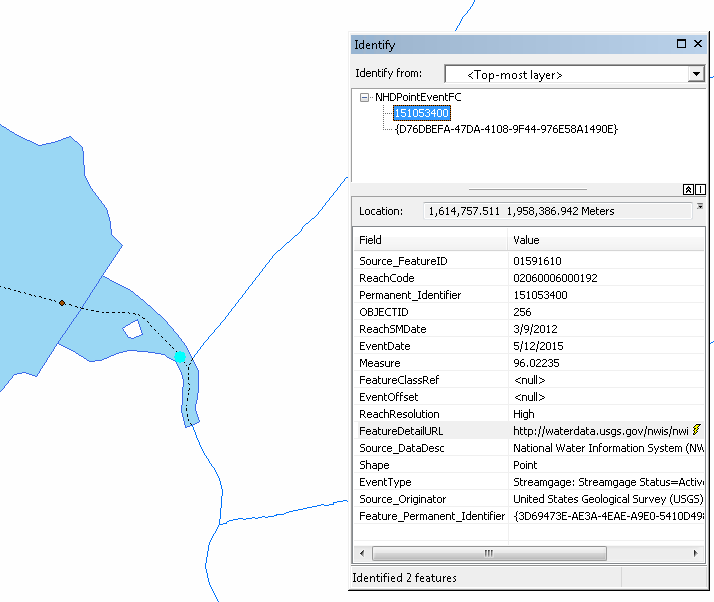 Identify
Identify from: <Top-most layer>
NHDPointEventFC
151053400
{D76DBEFA-47DA-4108-9F44-976E58A1490E}
Location: 1,614,757.511 1,958,386.942 Meters
Field Value
Source_FeatureID 01591610
ReachCode 02060006000192
Permanent_Identifier 151053400
OBJECTID 256
ReachSMDate 3/9/2012
EventDate 5/12/2015
Measure 96.02235
FeatureClassRef <null>
EventOffset <null>
ReachResolution High
FeatureDetailURL http://waterdata.usgs.gov/nwis/nwi
Source_DataDesc National Water Information System (NW
Shape Point
EventType Streamgage: Streamgage Status=Active
Source_Originator United States Geological Survey (USGS)
Feature_Permanent_Identifier {3D69473E-AE3A-4EAE-A9E0-5410D498
Identified 2 features